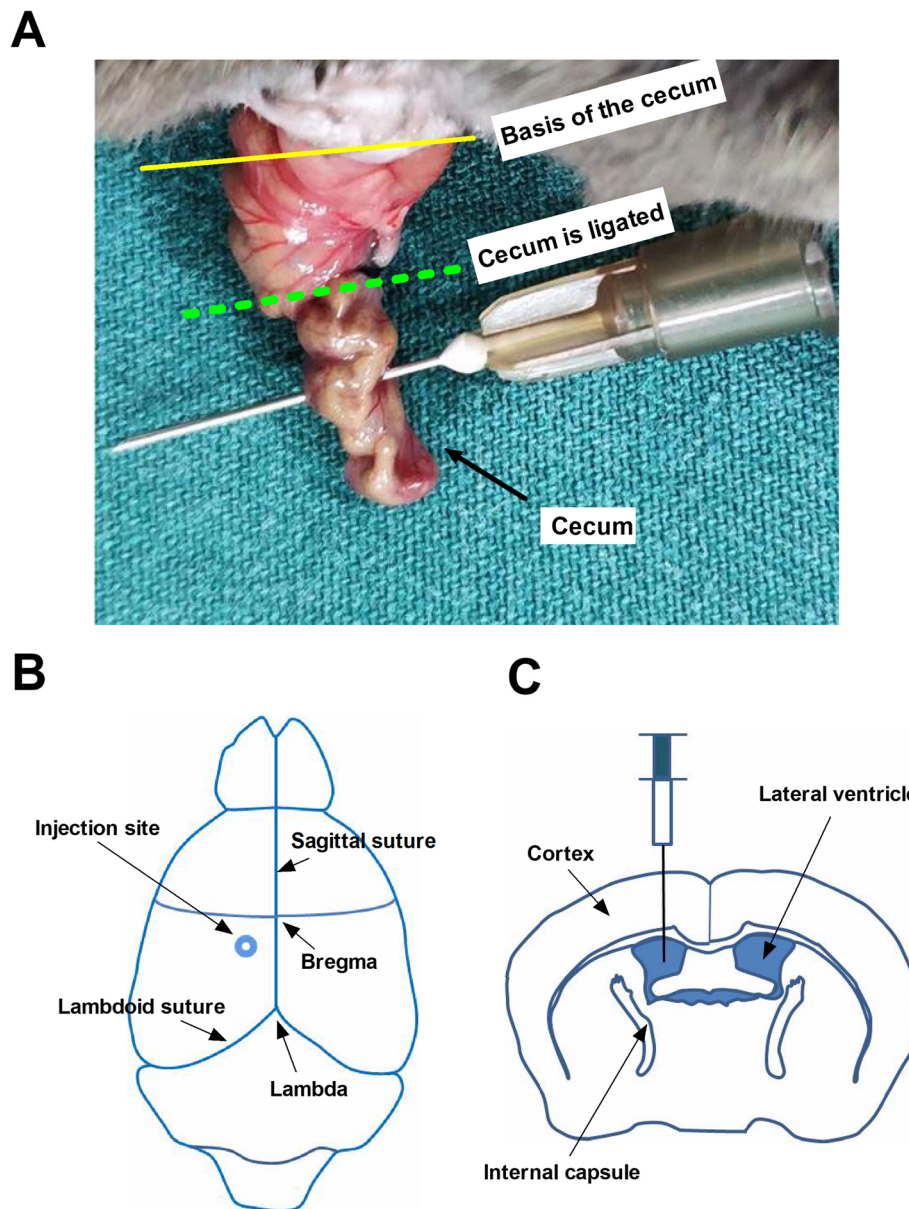 A
Basis of the cecum
Cecum is ligated
Cecum
B
Injection site
Sagittal suture
Bregma
Lambdoid suture
Lambda
C
Lateral ventricle
Cortex
Internal capsule